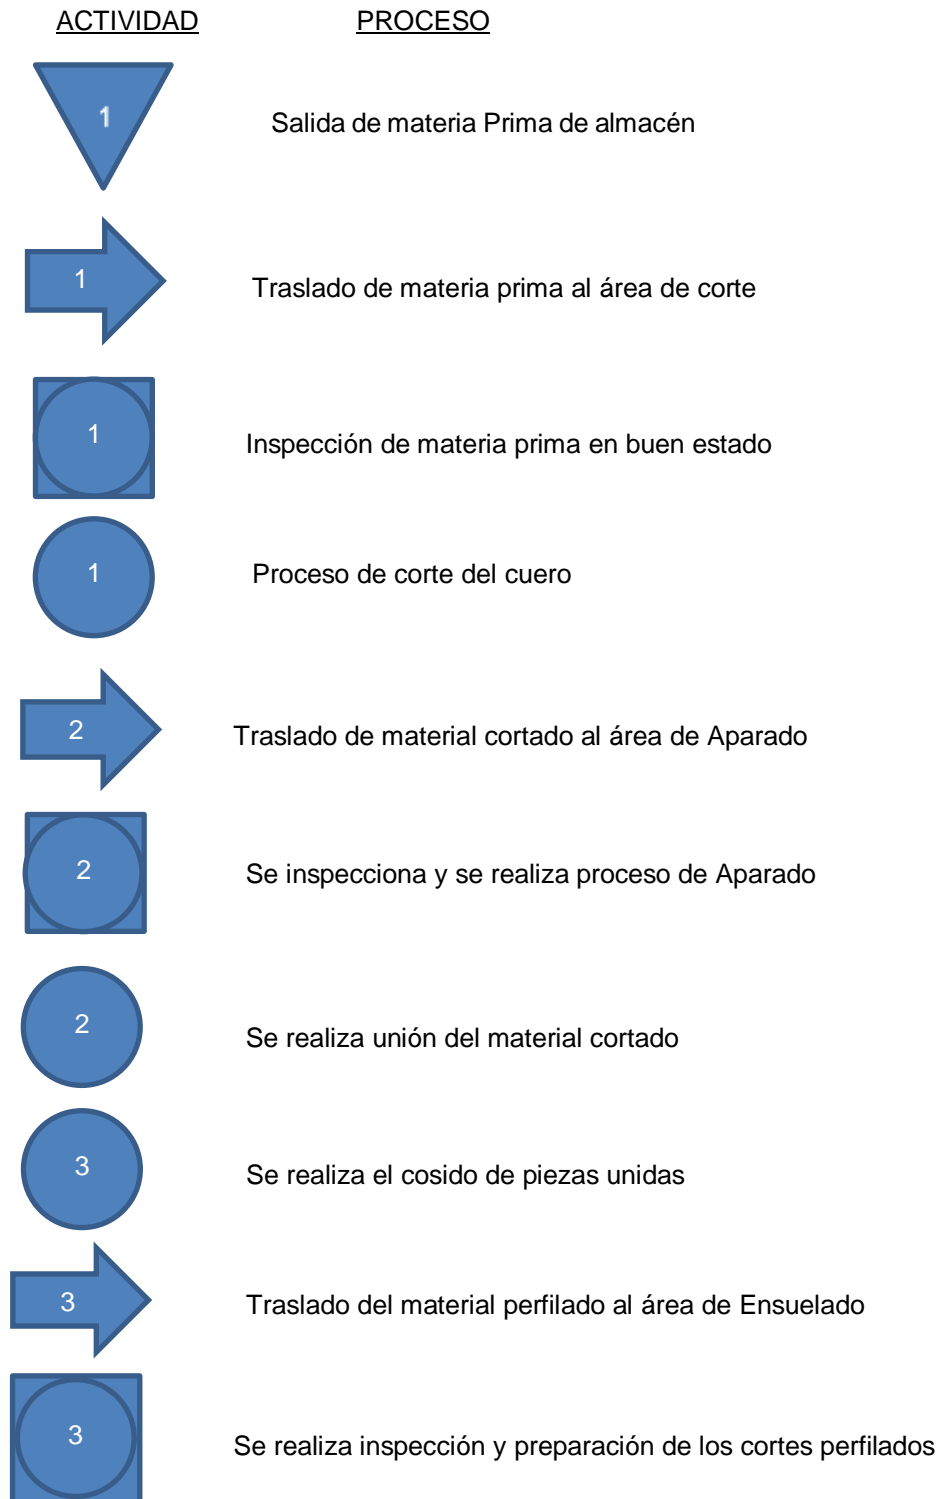 ACTIVIDAD PROCESO
1 Salida de materia Prima de almacén
1 Traslado de materia prima al área de corte
1 Inspección de materia prima en buen estado
1 Proceso de corte del cuero
2 Traslado de material cortado al área de Aparado
2 Se inspecciona y se realiza proceso de Aparado
2 Se realiza unión del material cortado
3 Se realiza el cosido de piezas unidas
3 Traslado del material perfilado al área de Ensuelado
3 Se realiza inspección y preparación de los cortes perfilados